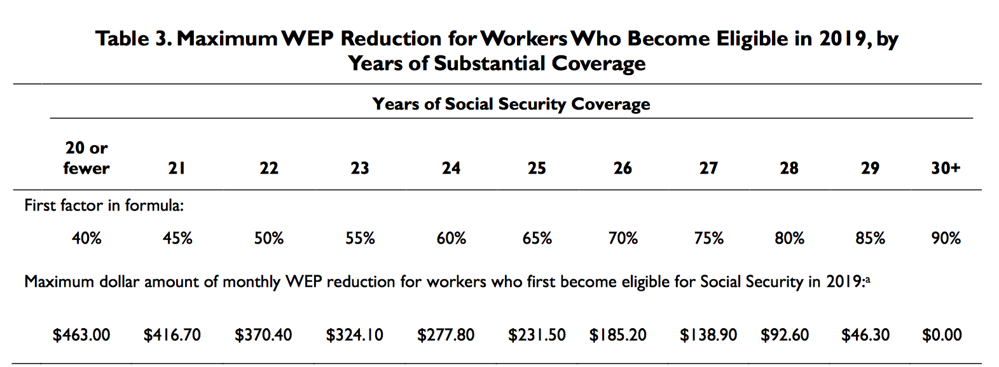 Table 3. Maximum WEP Reduction for Workers Who Become Eligible in 2019, by
Years of Substantial Coverage
Years of Social Security Coverage
20 or
fewer 21 22 23 24 25 26 27 28 29 30+
First factor in formula:
40% 45% 50% 55% 60% 65% 70% 75% 80% 85% 90%
Maximum dollar amount of monthly WEP reduction for workers who first become eligible for Social Security in 2019:ª
$463.00 $416.70 $370.40 $324.10 $277.80 $231.50 $185.20 $138.90 $92.60 $46.30 $0.00